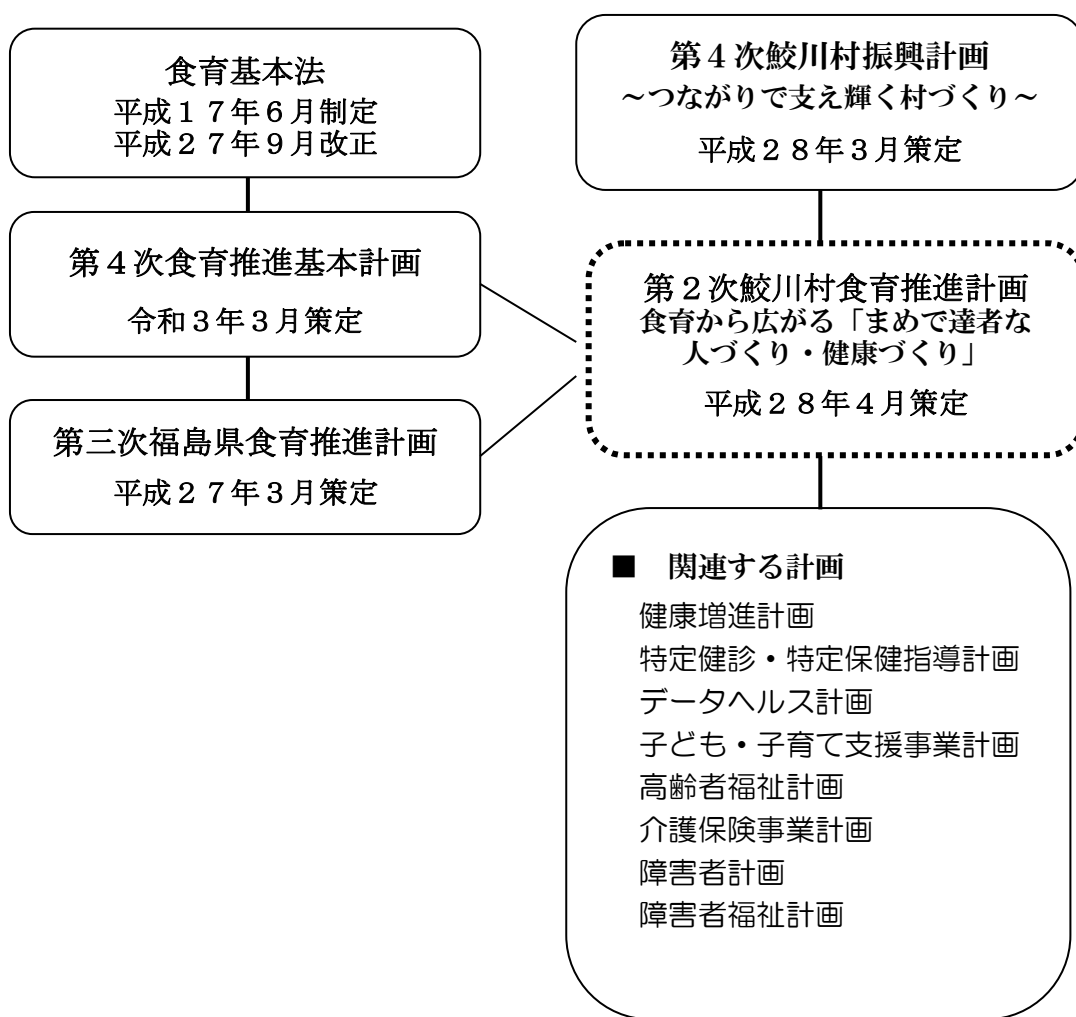 食育基本法
平成１７年６月制定
平成２７年９月改正
第４次食育推進基本計画
令和３年３月策定
第三次福島県食育推進計画
平成２７年３月策定
第４次鮫川村振興計画
～つながりで支え輝く村づくり～
平成２８年３月策定
第２次鮫川村食育推進計画
食育から広がる「まめで達者な
人づくり・健康づくり」
平成２８年４月策定
■　関連する計画
健康増進計画
特定健診・特定保健指導計画
データヘルス計画
子ども・子育て支援事業計画
高齢者福祉計画
介護保険事業計画
障害者計画
障害者福祉計画